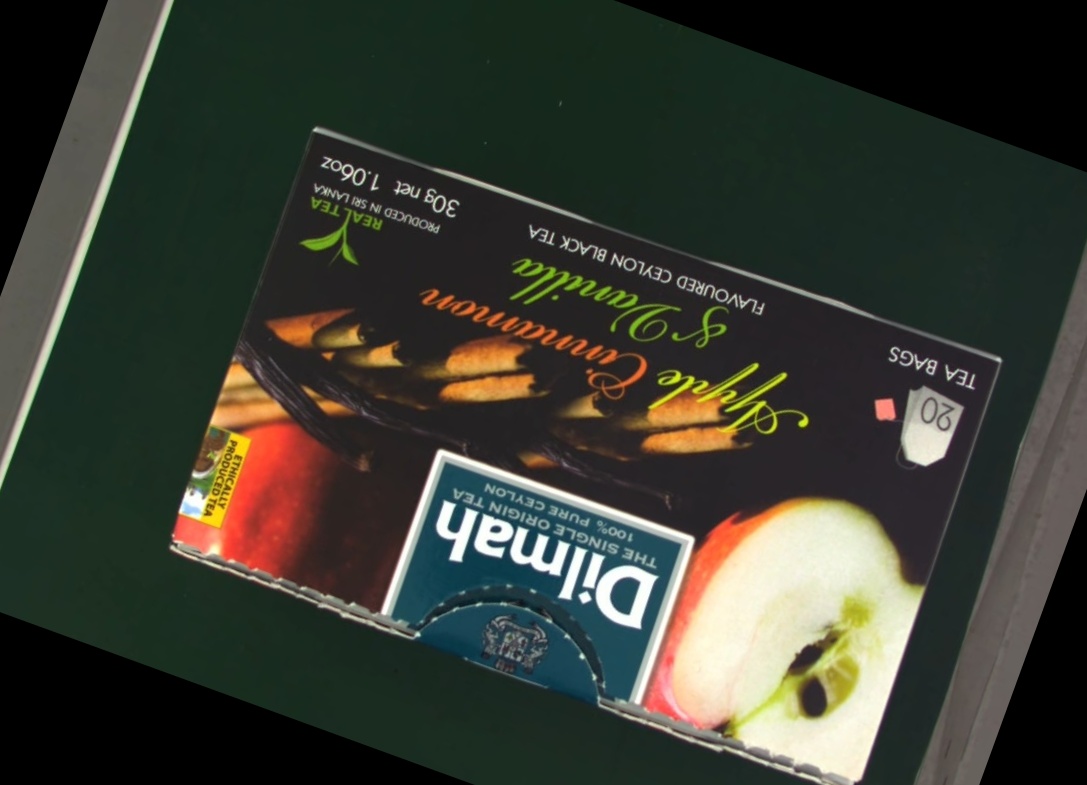 Dilmah
THE SINGLE ORIGIN TEA
100% PURE CEYLON
ETHICALLY
PRODUCED TEA
Apple Cinnamon
& Vanilla
FLAVOURED CEYLON BLACK TEA
20
TEA BAGS
REAL TEA
PRODUCED IN SRI LANKA
30g net 1.06oz